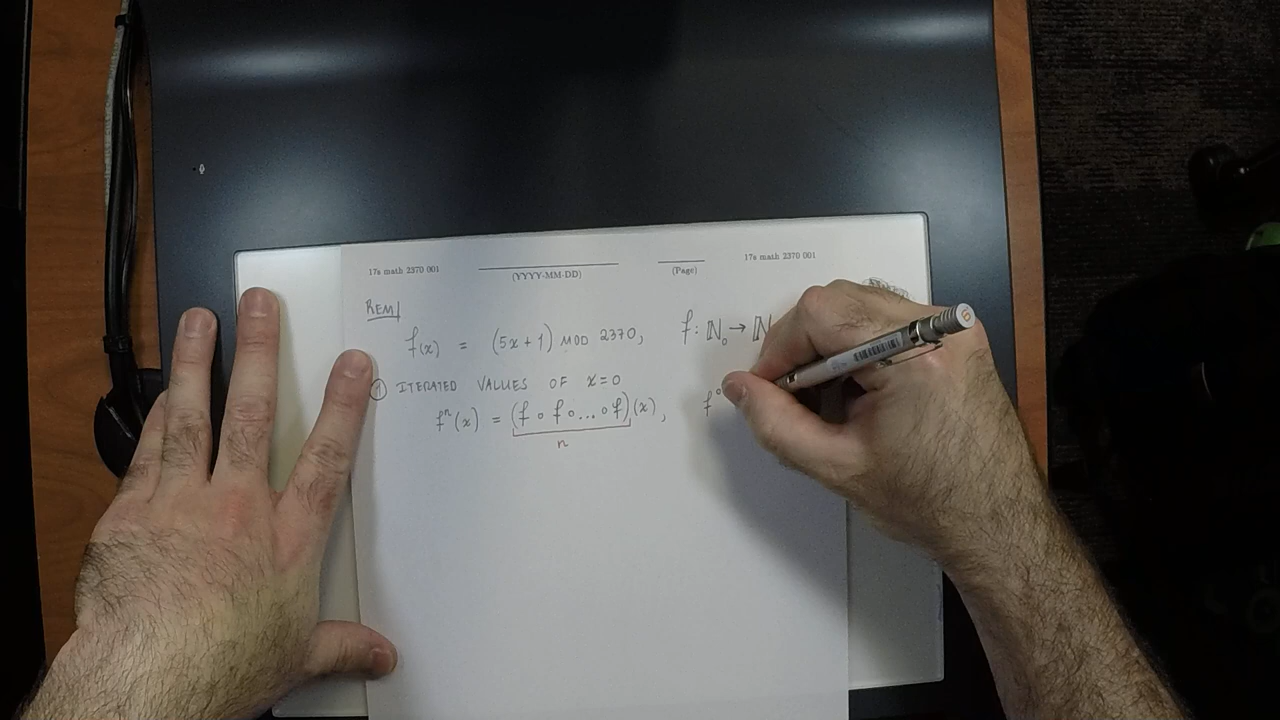 17s math 2370 001 (YYYY-MM-DD) (Page) 17s math 2370 001
REM
f(x) = (5x+1) MOD 2370, f: ℕ₀ → ℕ
① ITERATED VALUES OF x=0
fⁿ(x) = (f ∘ f ∘ ... ∘ f)(x), f⁰
n